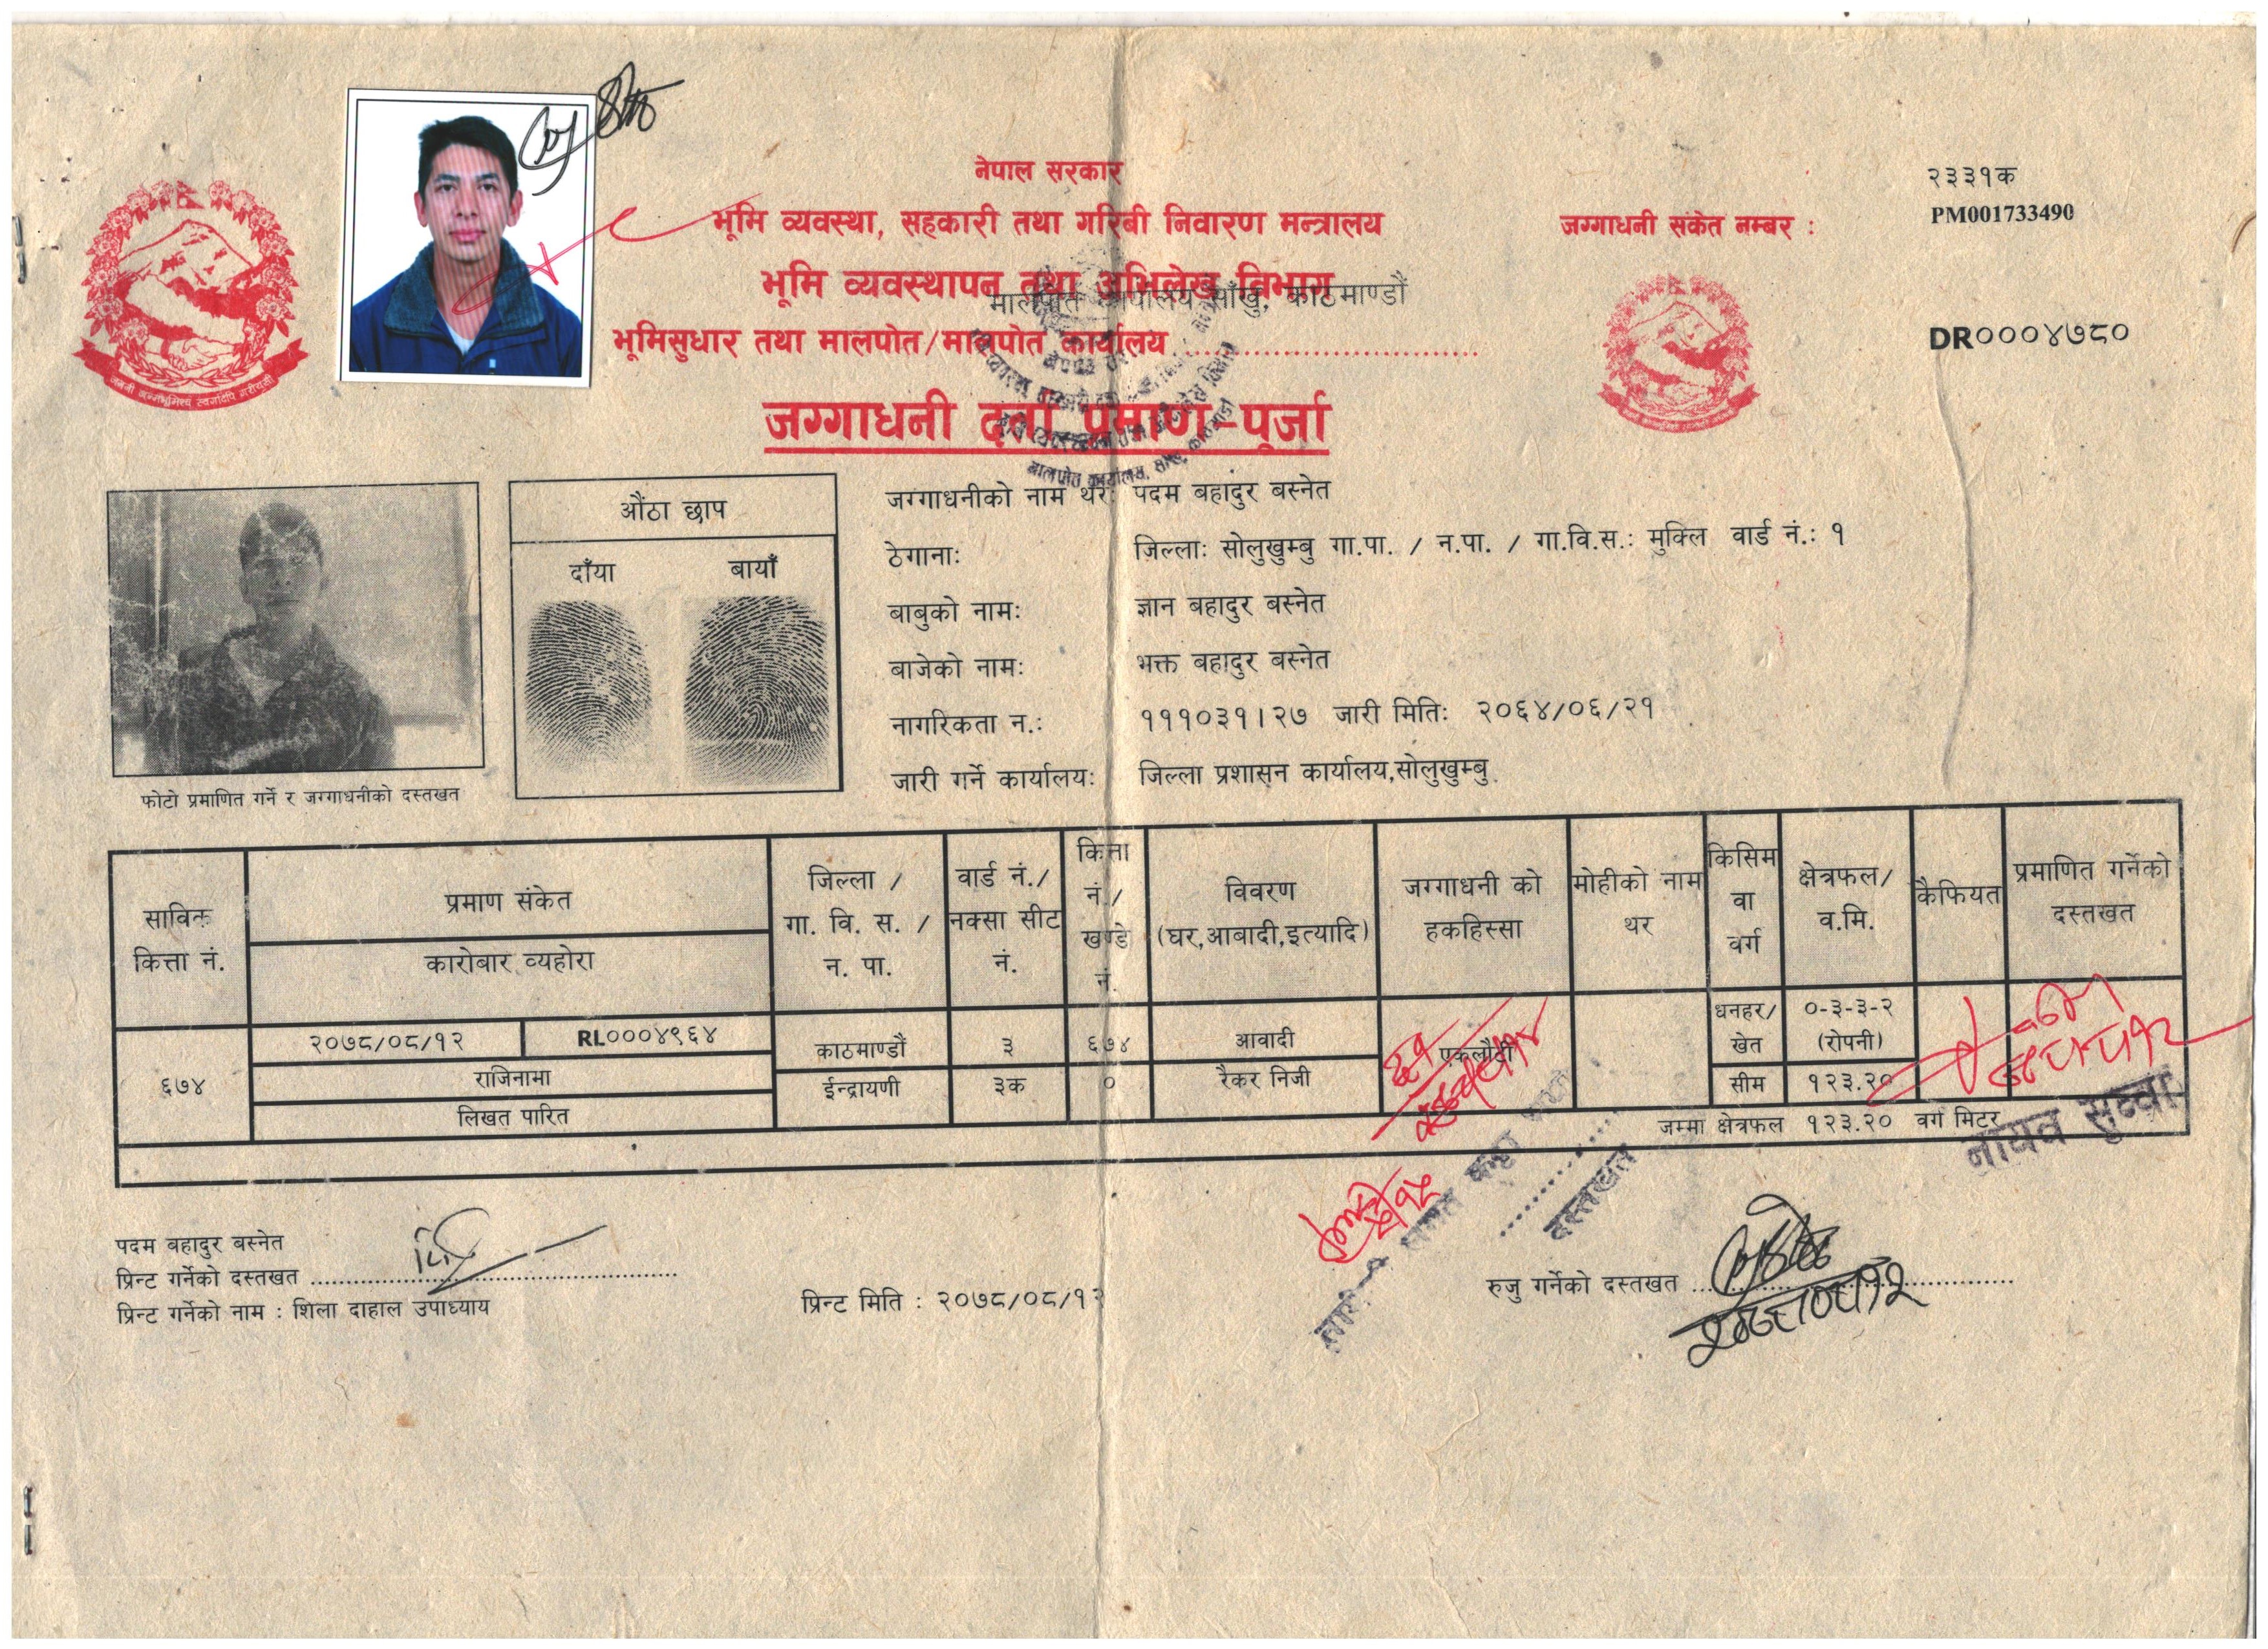 नेपाल सरकार
भूमि व्यवस्था, सहकारी तथा गरिबी निवारण मन्त्रालय
भूमि व्यवस्थापन तथा अभिलेख विभाग
मालपोत कार्यालय साँखु, काठमाण्डौं
भूमिसुधार तथा मालपोत/मालपोत कार्यालय ................................
जग्गाधनी दर्ता प्रमाण-पूर्जा
२३३१क
जग्गाधनी संकेत नम्बर :
PM001733490
DR०००४७८०
जननी जन्मभूमिश्च स्वर्गादपि गरीयसी
औंठा छाप
दाँया बायाँ
फोटो प्रमाणित गर्ने र जग्गाधनीको दस्तखत
जग्गाधनीको नाम थर: पदम बहादुर बस्नेत
ठेगाना: जिल्ला: सोलुखुम्बु गा.पा. / न.पा. / गा.वि.स.: मुक्लि वार्ड नं.: १
बाबुको नाम: ज्ञान बहादुर बस्नेत
बाजेको नाम: भक्त बहादुर बस्नेत
नागरिकता न.: १११०३१।२७ जारी मिति: २०६४/०६/२१
जारी गर्ने कार्यालय: जिल्ला प्रशासन कार्यालय,सोलुखुम्बु
साविक कित्ता नं.
प्रमाण संकेत
कारोबार व्यहोरा
जिल्ला / गा. वि. स. / न. पा.
वार्ड नं./ नक्सा सीट नं.
कित्ता नं./ खण्डे नं.
विवरण (घर,आबादी,इत्यादि)
जग्गाधनी को हकहिस्सा
मोहीको नाम थर
किसिम वा वर्ग
क्षेत्रफल/ व.मि.
कैफियत
प्रमाणित गर्नेको दस्तखत
६७४
२०७८/०८/१२ RL०००४९६४
राजिनामा
लिखत पारित
काठमाण्डौं
ईन्द्रायणी
३
३क
६७४
०
आवादी
रैकर निजी
एकलौटी
धनहर/ खेत
सीम
०-३-३-२
(रोपनी)
१२३.२०
जम्मा क्षेत्रफल १२३.२० वर्ग मिटर
नायब सुब्बा
दस्तखत
पदम बहादुर बस्नेत
प्रिन्ट गर्नेको दस्तखत ................................
प्रिन्ट गर्नेको नाम : शिला दाहाल उपाध्याय
प्रिन्ट मिति : २०७८/०८/१२
रुजु गर्नेको दस्तखत ................................